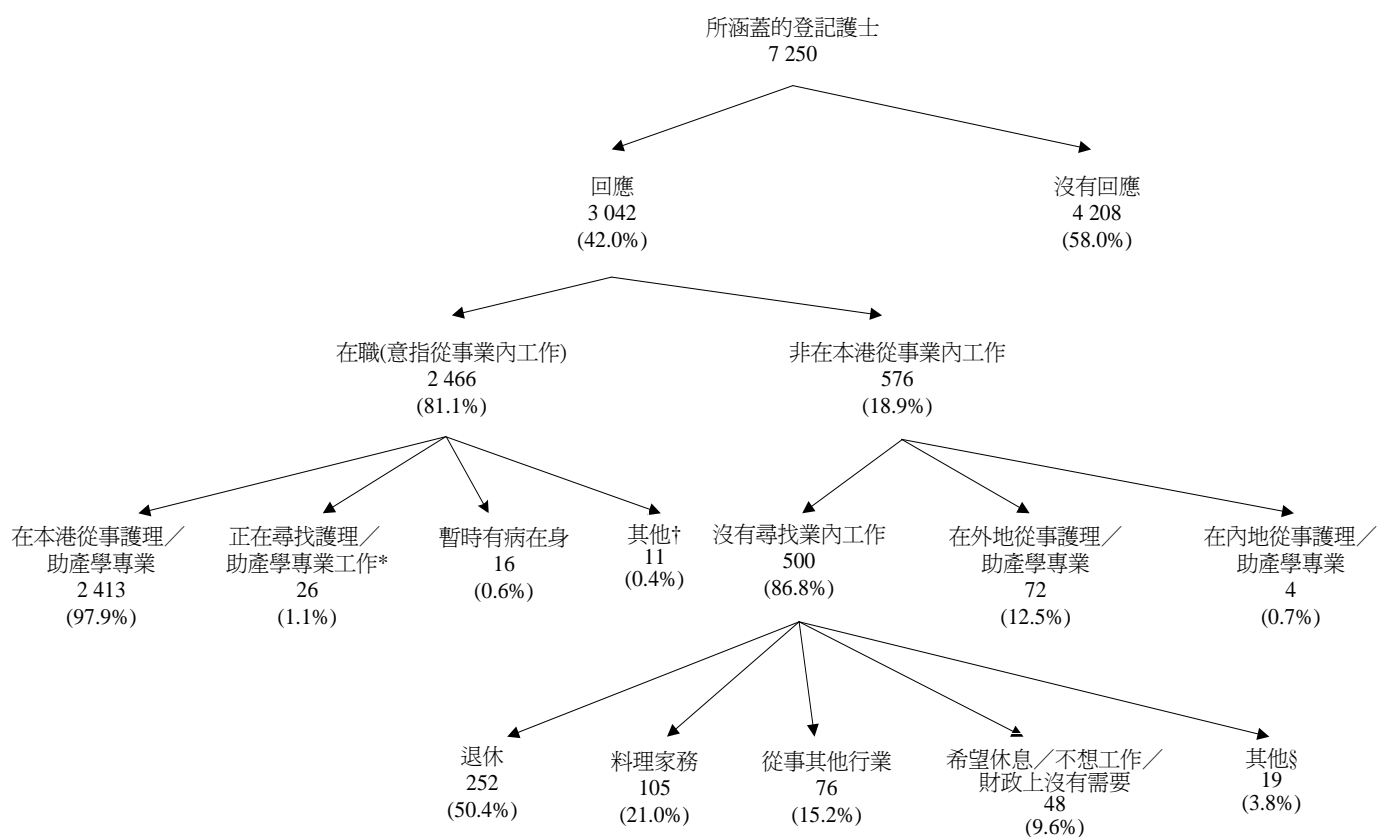 所涵蓋的登記護士
7 250
回應
3 042
(42.0%)
沒有回應
4 208
(58.0%)
在職(意指從事業內工作)
2 466
(81.1%)
非在本港從事業內工作
576
(18.9%)
在本港從事護理／
助產學專業
2 413
(97.9%)
正在尋找護理／
助產學專業工作*
26
(1.1%)
暫時有病在身
16
(0.6%)
其他†
11
(0.4%)
沒有尋找業內工作
500
(86.8%)
在外地從事護理／
助產學專業
72
(12.5%)
在內地從事護理／
助產學專業
4
(0.7%)
退休
252
(50.4%)
料理家務
105
(21.0%)
從事其他行業
76
(15.2%)
希望休息／不想工作／
財政上沒有需要
48
(9.6%)
其他§
19
(3.8%)